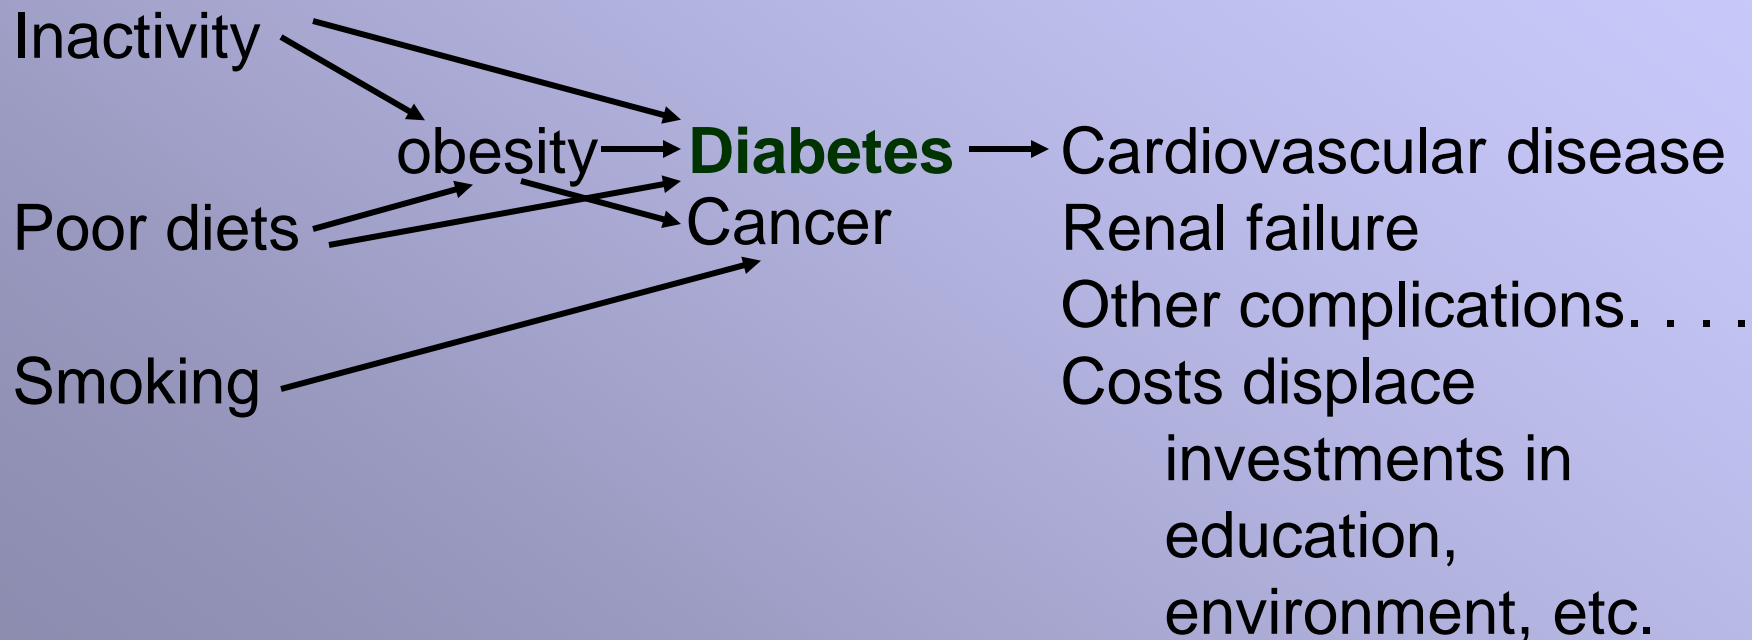 Inactivity
obesity Diabetes Cardiovascular disease
Poor diets Cancer Renal failure
Other complications. . . .
Smoking Costs displace
investments in
education,
environment, etc.